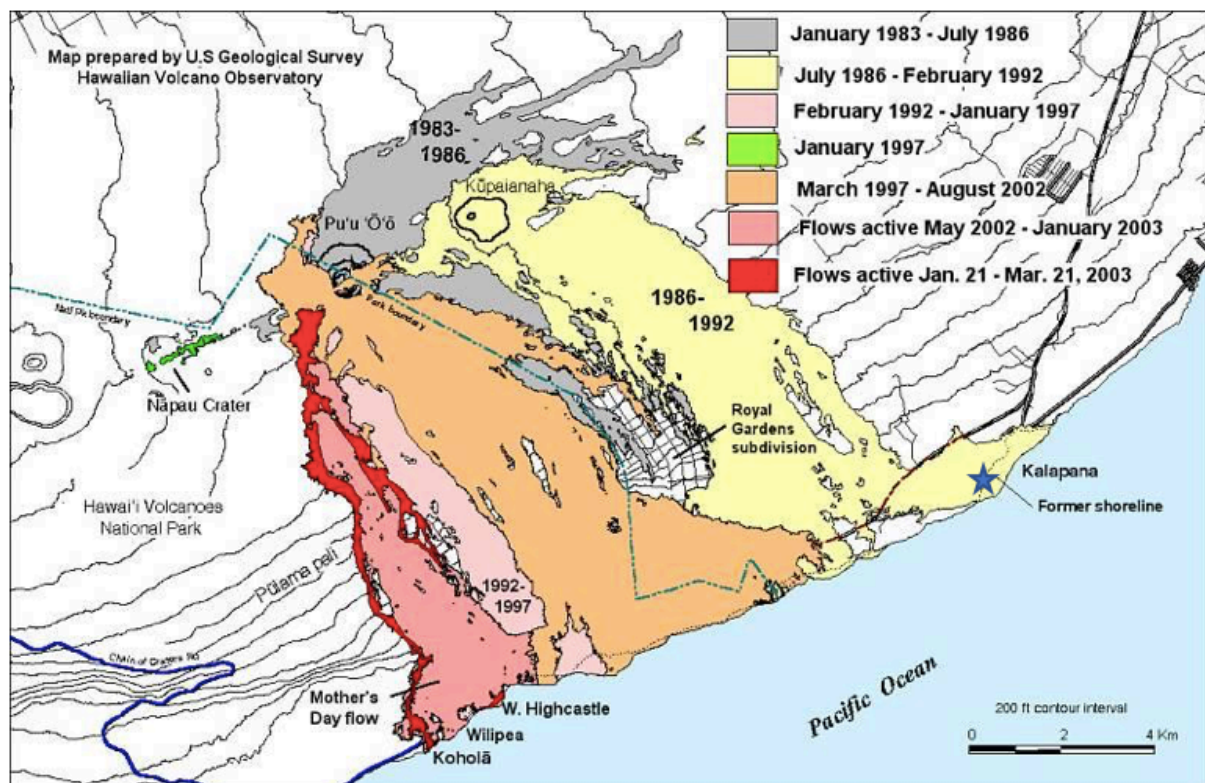 Map prepared by U.S Geological Survey
Hawaiian Volcano Observatory
January 1983 - July 1986
July 1986 - February 1992
February 1992 - January 1997
January 1997
March 1997 - August 2002
Flows active May 2002 - January 2003
Flows active Jan. 21 - Mar. 21, 2003
1983-
1986
Kūpaianaha
Pu'u 'Ō'ō
Park boundary
1986-
1992
Nāpau Crater
Royal
Gardens
subdivision
Kalapana
Former shoreline
Hawai'i Volcanoes
National Park
Pūlama pali
1992-
1997
Chain of Craters Rd
Mother's
Day flow
W. Highcastle
Wilipea
Koholā
Pacific Ocean
200 ft contour interval
0 2 4 Km